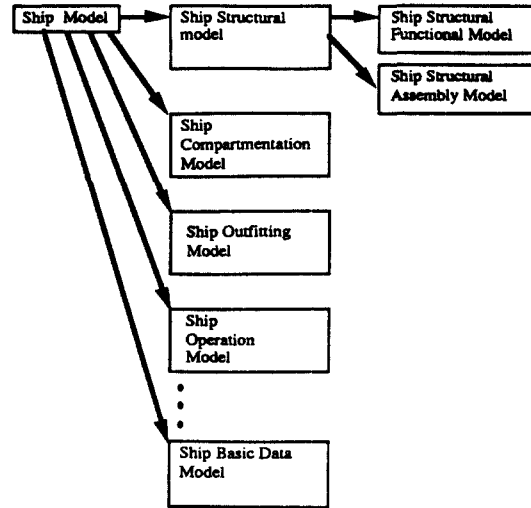 Ship Model
Ship Structural
model
Ship Structural
Functional Model
Ship Structural
Assembly Model
Ship
Compartmentation
Model
Ship Outfitting
Model
Ship
Operation
Model
Ship Basic Data
Model